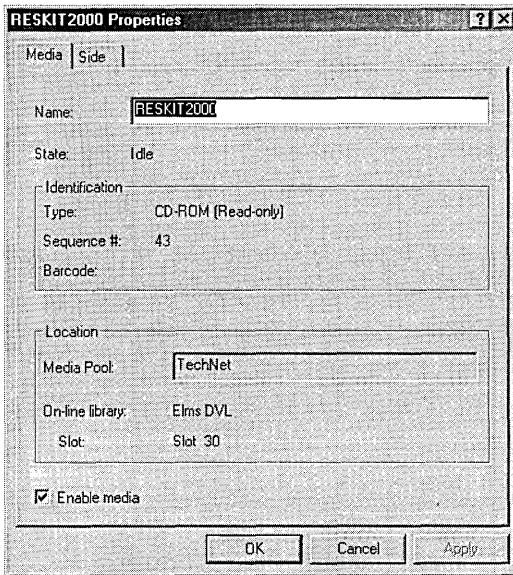 RESKIT2000 Properties
Media Side
Name: RESKIT2000
State: Idle
Identification
Type: CD-ROM (Read-only)
Sequence #: 43
Barcode:
Location
Media Pool: TechNet
On-line library: Elms DVL
Slot: Slot 30
Enable media
OK Cancel Apply